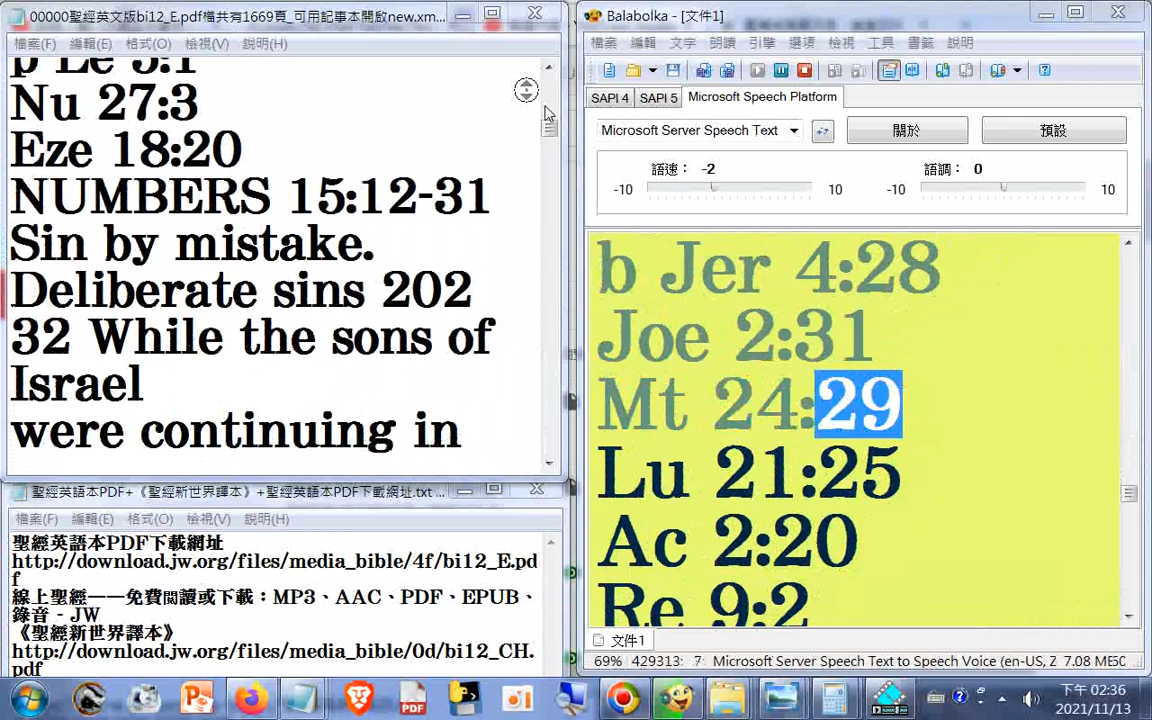 00000聖經英文版bi12_E.pdf檔共有1669頁_可用記事本開啟new.xm...
檔案(F) 編輯(E) 格式(O) 檢視(V) 說明(H)
p Le 5:1
Nu 27:3
Eze 18:20
NUMBERS 15:12-31
Sin by mistake.
Deliberate sins 202
32 While the sons of
Israel
were continuing in
聖經英語本PDF+《聖經新世界譯本》+聖經英語本PDF下載網址.txt ...
檔案(F) 編輯(E) 格式(O) 檢視(V) 說明(H)
聖經英語本PDF下載網址
http://download.jw.org/files/media_bible/4f/bi12_E.pd
f
線上聖經——免費閱讀或下載：MP3、AAC、PDF、EPUB、
錄音 - JW
《聖經新世界譯本》
http://download.jw.org/files/media_bible/0d/bi12_CH.
pdf
Balabolka - [文件1]
檔案 編輯 文字 朗讀 引擎 選項 檢視 工具 書籤 說明
SAPI 4 SAPI 5 Microsoft Speech Platform
Microsoft Server Speech Text 關於 預設
語速： -2 語調： 0
-10 10 -10 10
b Jer 4:28
Joe 2:31
Mt 24:29
Lu 21:25
Ac 2:20
Re 9:2
文件1
69% 429313: 7 Microsoft Server Speech Text to Speech Voice (en-US, Z 7.08 ME50
PDF
下午 02:36
2021/11/13